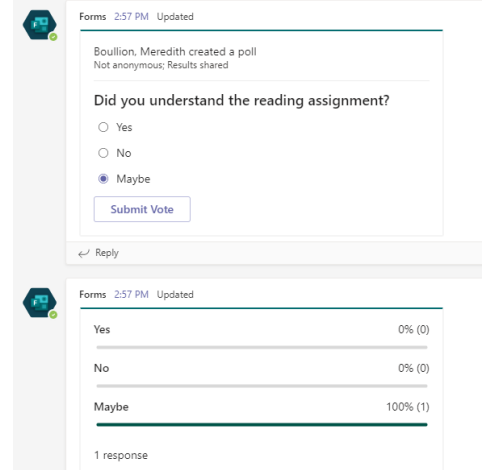 Forms 2:57 PM Updated
Boullion, Meredith created a poll
Not anonymous; Results shared
Did you understand the reading assignment?
Yes
No
Maybe
Submit Vote
Reply
Forms 2:57 PM Updated
Yes 0% (0)
No 0% (0)
Maybe 100% (1)
1 response